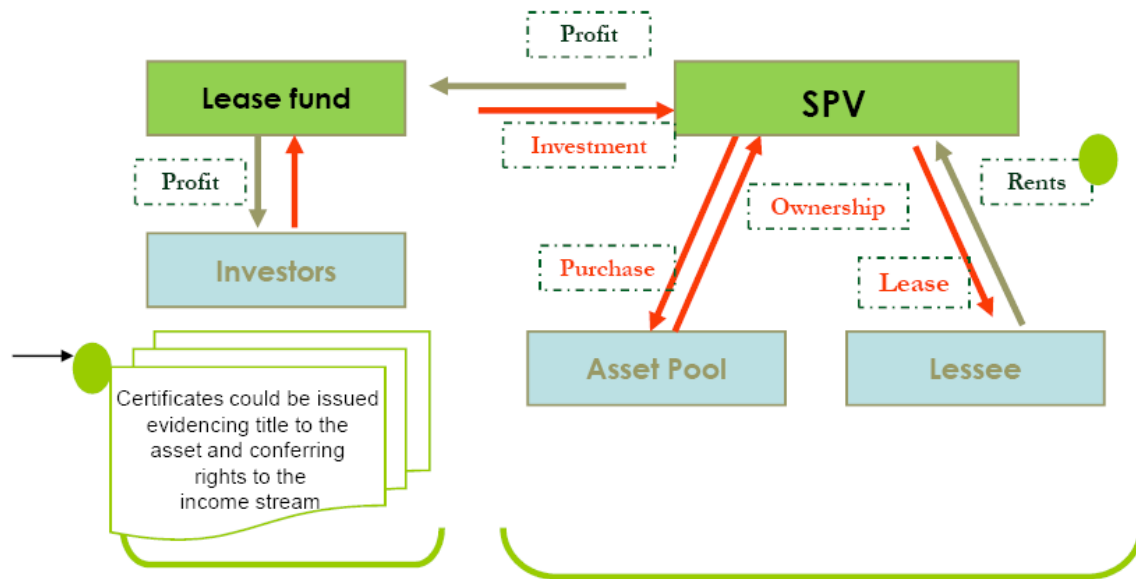 Profit
Lease fund
SPV
Investment
Profit
Rents
Ownership
Investors
Purchase
Lease
Asset Pool
Lessee
Certificates could be issued
evidencing title to the
asset and conferring
rights to the
income stream